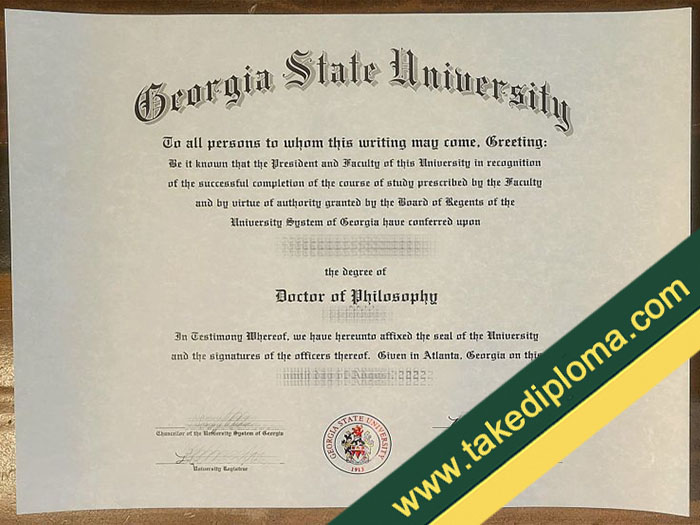 Georgia State University
To all persons to whom this writing may come, Greeting:
Be it known that the President and Faculty of this University in recognition
of the successful completion of the course of study prescribed by the Faculty
and by virtue of authority granted by the Board of Regents of the
University System of Georgia have conferred upon
the degree of
Doctor of Philosophy
In Testimony Whereof, we have hereunto affixed the seal of the University
and the signatures of the officers thereof. Given in Atlanta, Georgia on this
day of August, 2022
Chancellor of the University System of Georgia
University Registrar
GEORGIA STATE UNIVERSITY
1913
www.takediploma.com